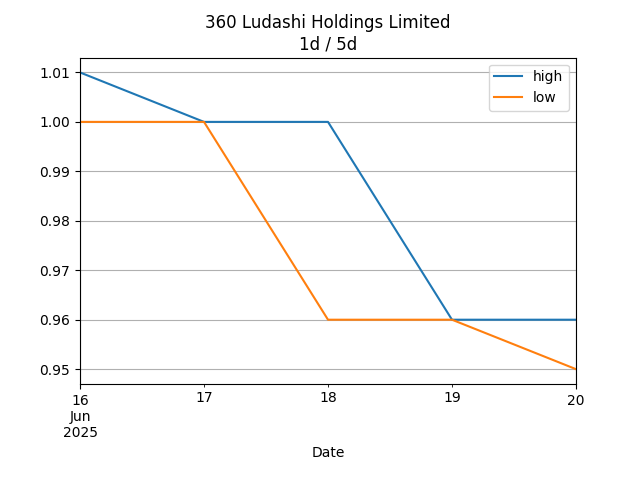 360 Ludashi Holdings Limited
1d / 5d
high
low
1.01
1.00
0.99
0.98
0.97
0.96
0.95
16 17 18 19 20
Jun
2025
Date